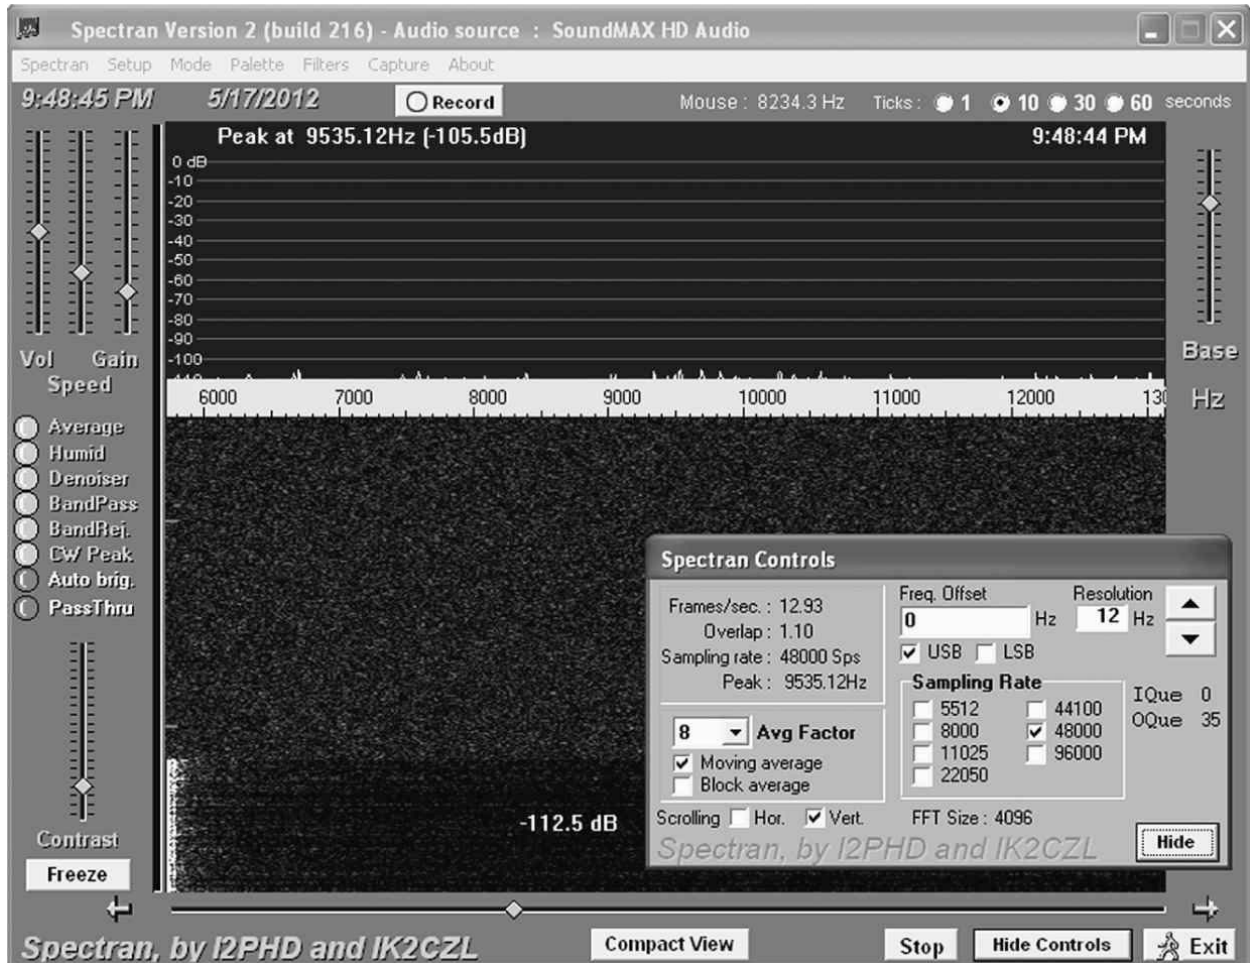 Spectran Version 2 (build 216) - Audio source : SoundMAX HD Audio
Spectran Setup Mode Palette Filters Capture About
9:48:45 PM 5/17/2012 Record Mouse : 8234.3 Hz Ticks : 1 10 30 60 seconds
Peak at 9535.12Hz (-105.5dB) 9:48:44 PM
0 dB
-10
-20
-30
-40
-50
-60
-70
-80
-90
-100
Vol Gain
Speed
Base
6000 7000 8000 9000 10000 11000 12000 Hz
Average
Humid
Denoiser
BandPass
BandRej.
CW Peak
Auto brig.
PassThru
Contrast
Freeze
-112.5 dB
Spectran Controls
Frames/sec. : 12.93
Overlap : 1.10
Sampling rate : 48000 Sps
Peak : 9535.12Hz
Freq. Offset Resolution
0 Hz 12 Hz
USB LSB
Sampling Rate
5512 44100
8000 48000
11025 96000
22050
IQue 0
OQue 35
8 Avg Factor
Moving average
Block average
Scrolling Hor. Vert. FFT Size : 4096
Spectran, by I2PHD and IK2CZL Hide
Spectran, by I2PHD and IK2CZL Compact View Stop Hide Controls Exit